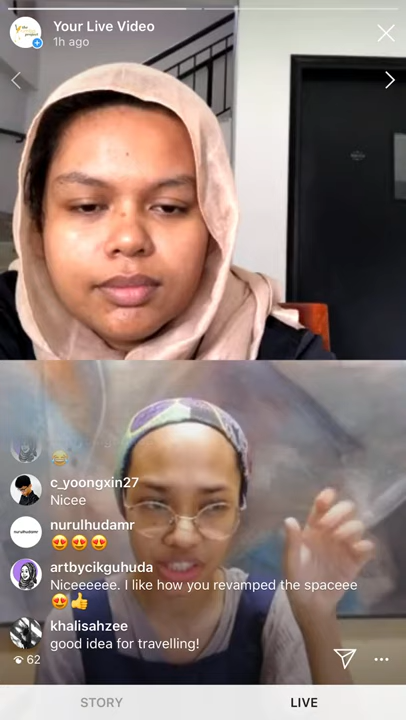 Your Live Video
1h ago
😂
c_yoongxin27
Nicee
nurulhudamr
😍😍😍
artbycikguhuda
Niceeeeee. I like how you revamped the spaceee
😍👍
khalisahzee
good idea for travelling!
62
STORY
LIVE